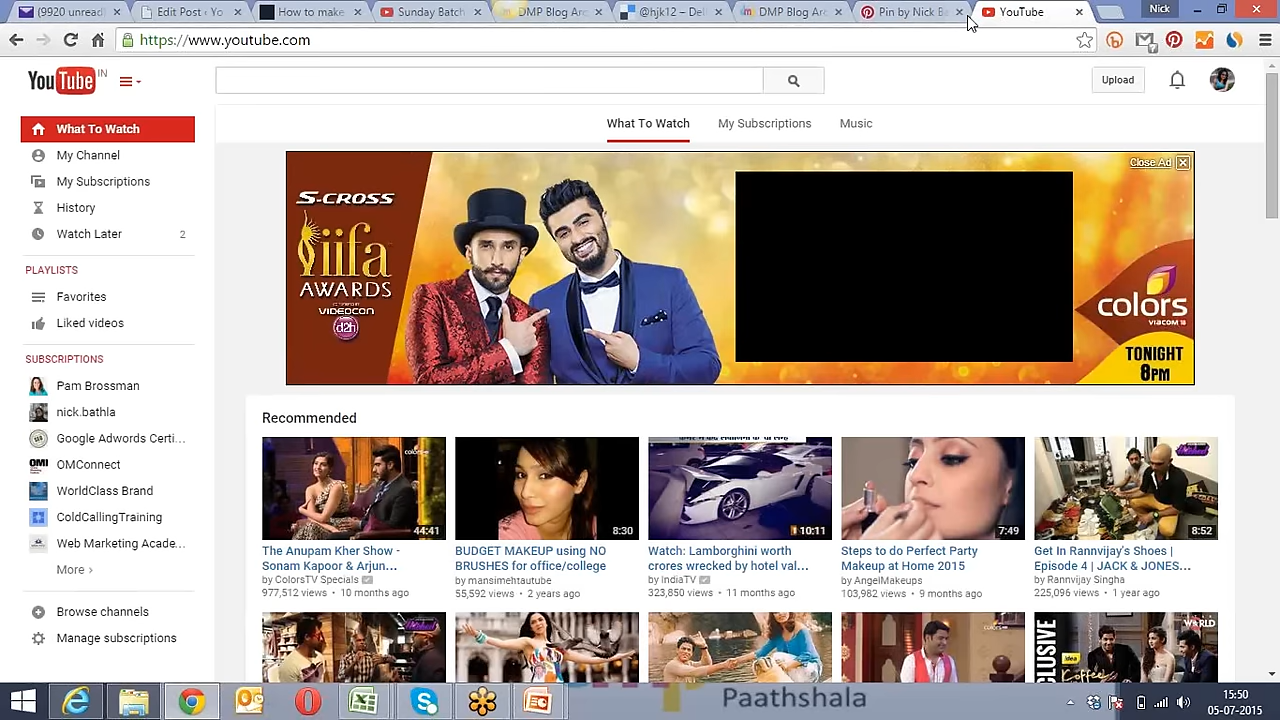 (9920 unread)
Edit Post ‹ Yo
How to make
Sunday Batch
DMP Blog Ar
@hjk12 – Del
DMP Blog Ar
Pin by Nick Ba
YouTube
Nick
https://www.youtube.com
YouTube IN
Upload
What To Watch
My Subscriptions
Music
What To Watch
My Channel
My Subscriptions
History
Watch Later 2
PLAYLISTS
Favorites
Liked videos
SUBSCRIPTIONS
Pam Brossman
nick.bathla
Google Adwords Certi...
OMConnect
WorldClass Brand
ColdCallingTraining
Web Marketing Acade...
More ›
Browse channels
Manage subscriptions
Close Ad
S-CROSS
iifa
AWARDS
VIDEOCON
d2h
colors
VIACOM 18
TONIGHT
8PM
Recommended
44:41
8:30
10:11
7:49
8:52
The Anupam Kher Show -
Sonam Kapoor & Arjun...
by ColorsTV Specials
977,512 views • 10 months ago
BUDGET MAKEUP using NO
BRUSHES for office/college
by mansimehtautube
55,592 views • 2 years ago
Watch: Lamborghini worth
crores wrecked by hotel val...
by IndiaTV
323,850 views • 11 months ago
Steps to do Perfect Party
Makeup at Home 2015
by AngelMakeups
103,982 views • 9 months ago
Get In Rannvijay's Shoes |
Episode 4 | JACK & JONES...
by Rannvijay Singha
225,096 views • 1 year ago
WORLD
Idea
Koffee
Paathshala
15:50
05-07-2015